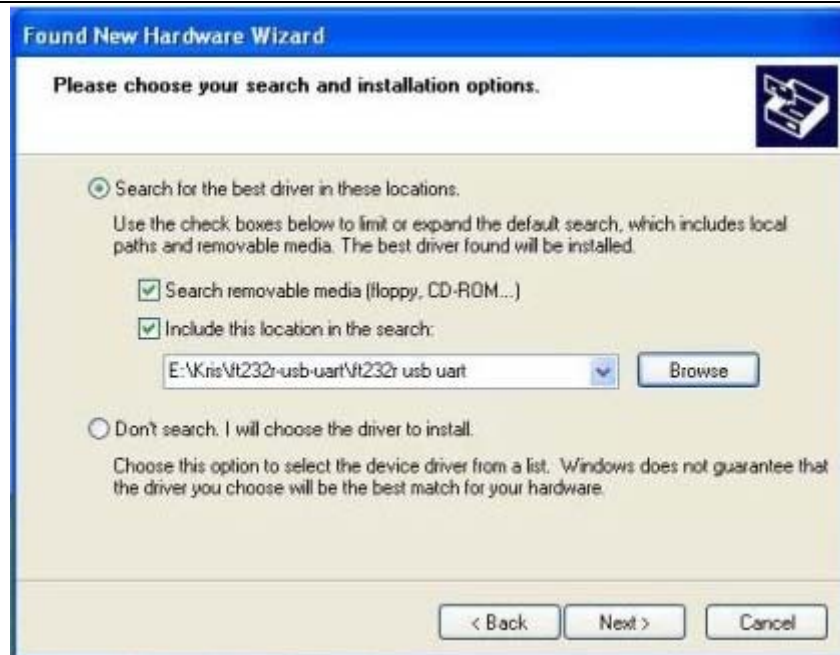 Found New Hardware Wizard
Please choose your search and installation options.
Search for the best driver in these locations.
Use the check boxes below to limit or expand the default search, which includes local
paths and removable media. The best driver found will be installed.
Search removable media (floppy, CD-ROM...)
Include this location in the search:
E:\Kris\ft232r-usb-uart\ft232r usb uart
Browse
Don't search. I will choose the driver to install.
Choose this option to select the device driver from a list. Windows does not guarantee that
the driver you choose will be the best match for your hardware.
< Back
Next >
Cancel